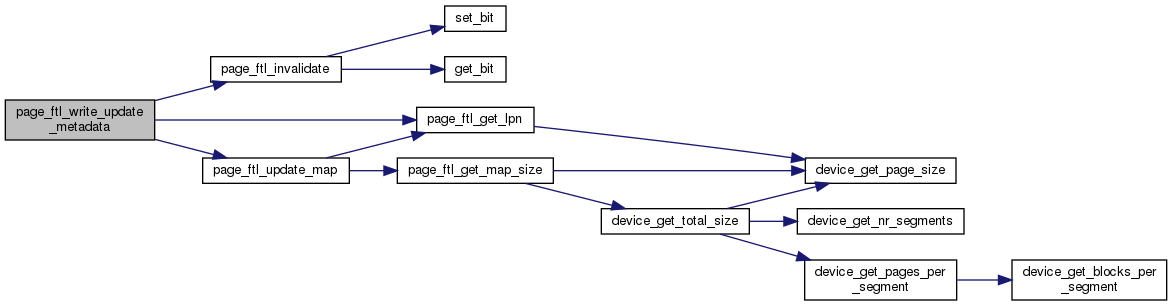 set_bit
page_ftl_invalidate
get_bit
page_ftl_write_update
_metadata
page_ftl_get_lpn
page_ftl_update_map
page_ftl_get_map_size
device_get_page_size
device_get_total_size
device_get_nr_segments
device_get_pages_per
_segment
device_get_blocks_per
_segment